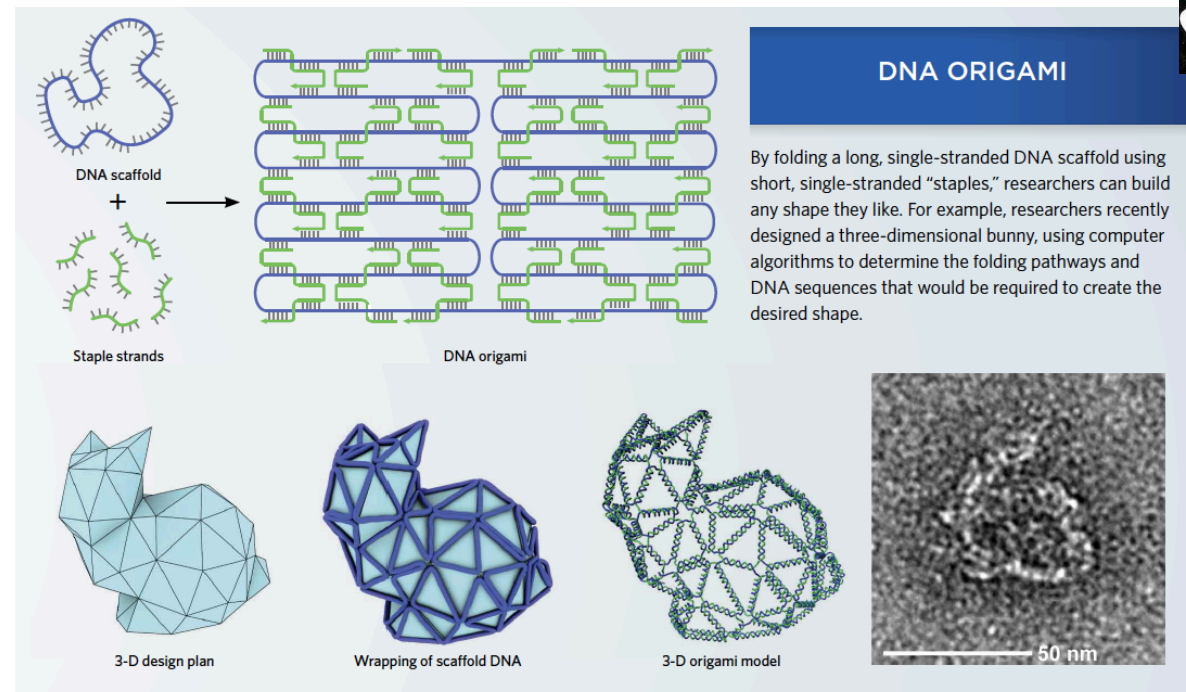 DNA ORIGAMI
By folding a long, single-stranded DNA scaffold using
short, single-stranded “staples,” researchers can build
any shape they like. For example, researchers recently
designed a three-dimensional bunny, using computer
algorithms to determine the folding pathways and
DNA sequences that would be required to create the
desired shape.
DNA scaffold
+
Staple strands
DNA origami
3-D design plan
Wrapping of scaffold DNA
3-D origami model
50 nm